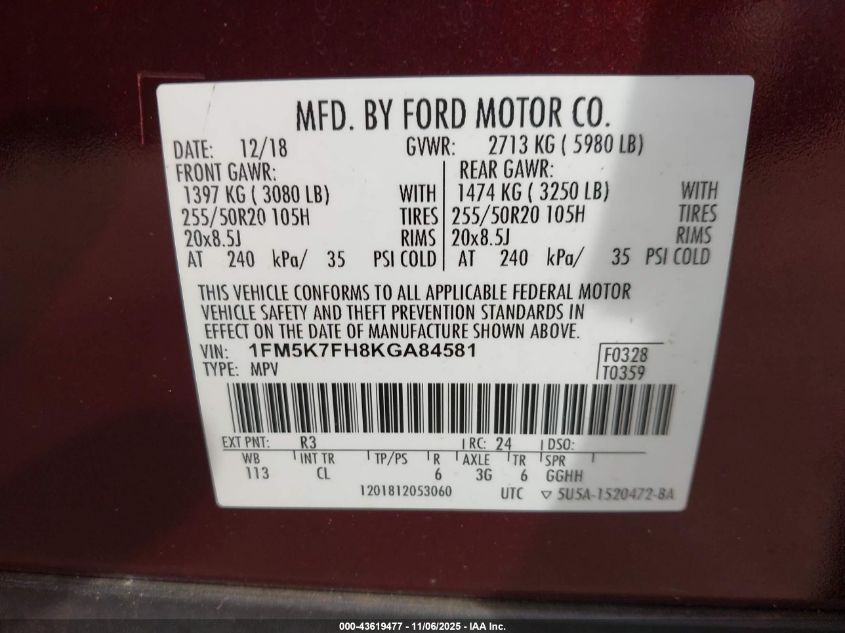 MFD. BY FORD MOTOR CO.
DATE: 12/18 GVWR: 2713 KG ( 5980 LB)
FRONT GAWR: REAR GAWR:
1397 KG ( 3080 LB) WITH 1474 KG ( 3250 LB) WITH
255/50R20 105H TIRES 255/50R20 105H TIRES
20x8.5J RIMS 20x8.5J RIMS
AT 240 kPa/ 35 PSI COLD AT 240 kPa/ 35 PSI COLD
THIS VEHICLE CONFORMS TO ALL APPLICABLE FEDERAL MOTOR
VEHICLE SAFETY AND THEFT PREVENTION STANDARDS IN
EFFECT ON THE DATE OF MANUFACTURE SHOWN ABOVE.
VIN: 1FM5K7FH8KGA84581 F0328
TYPE: MPV T0359
EXT PNT: R3 RC: 24 DSO:
WB INT TR TP/PS R AXLE TR SPR
113 CL 6 3G 6 GGHH
1201812053060 UTC ▽ 5U5A-1520472-8A
000-43619477 - 11/06/2025 - IAA Inc.